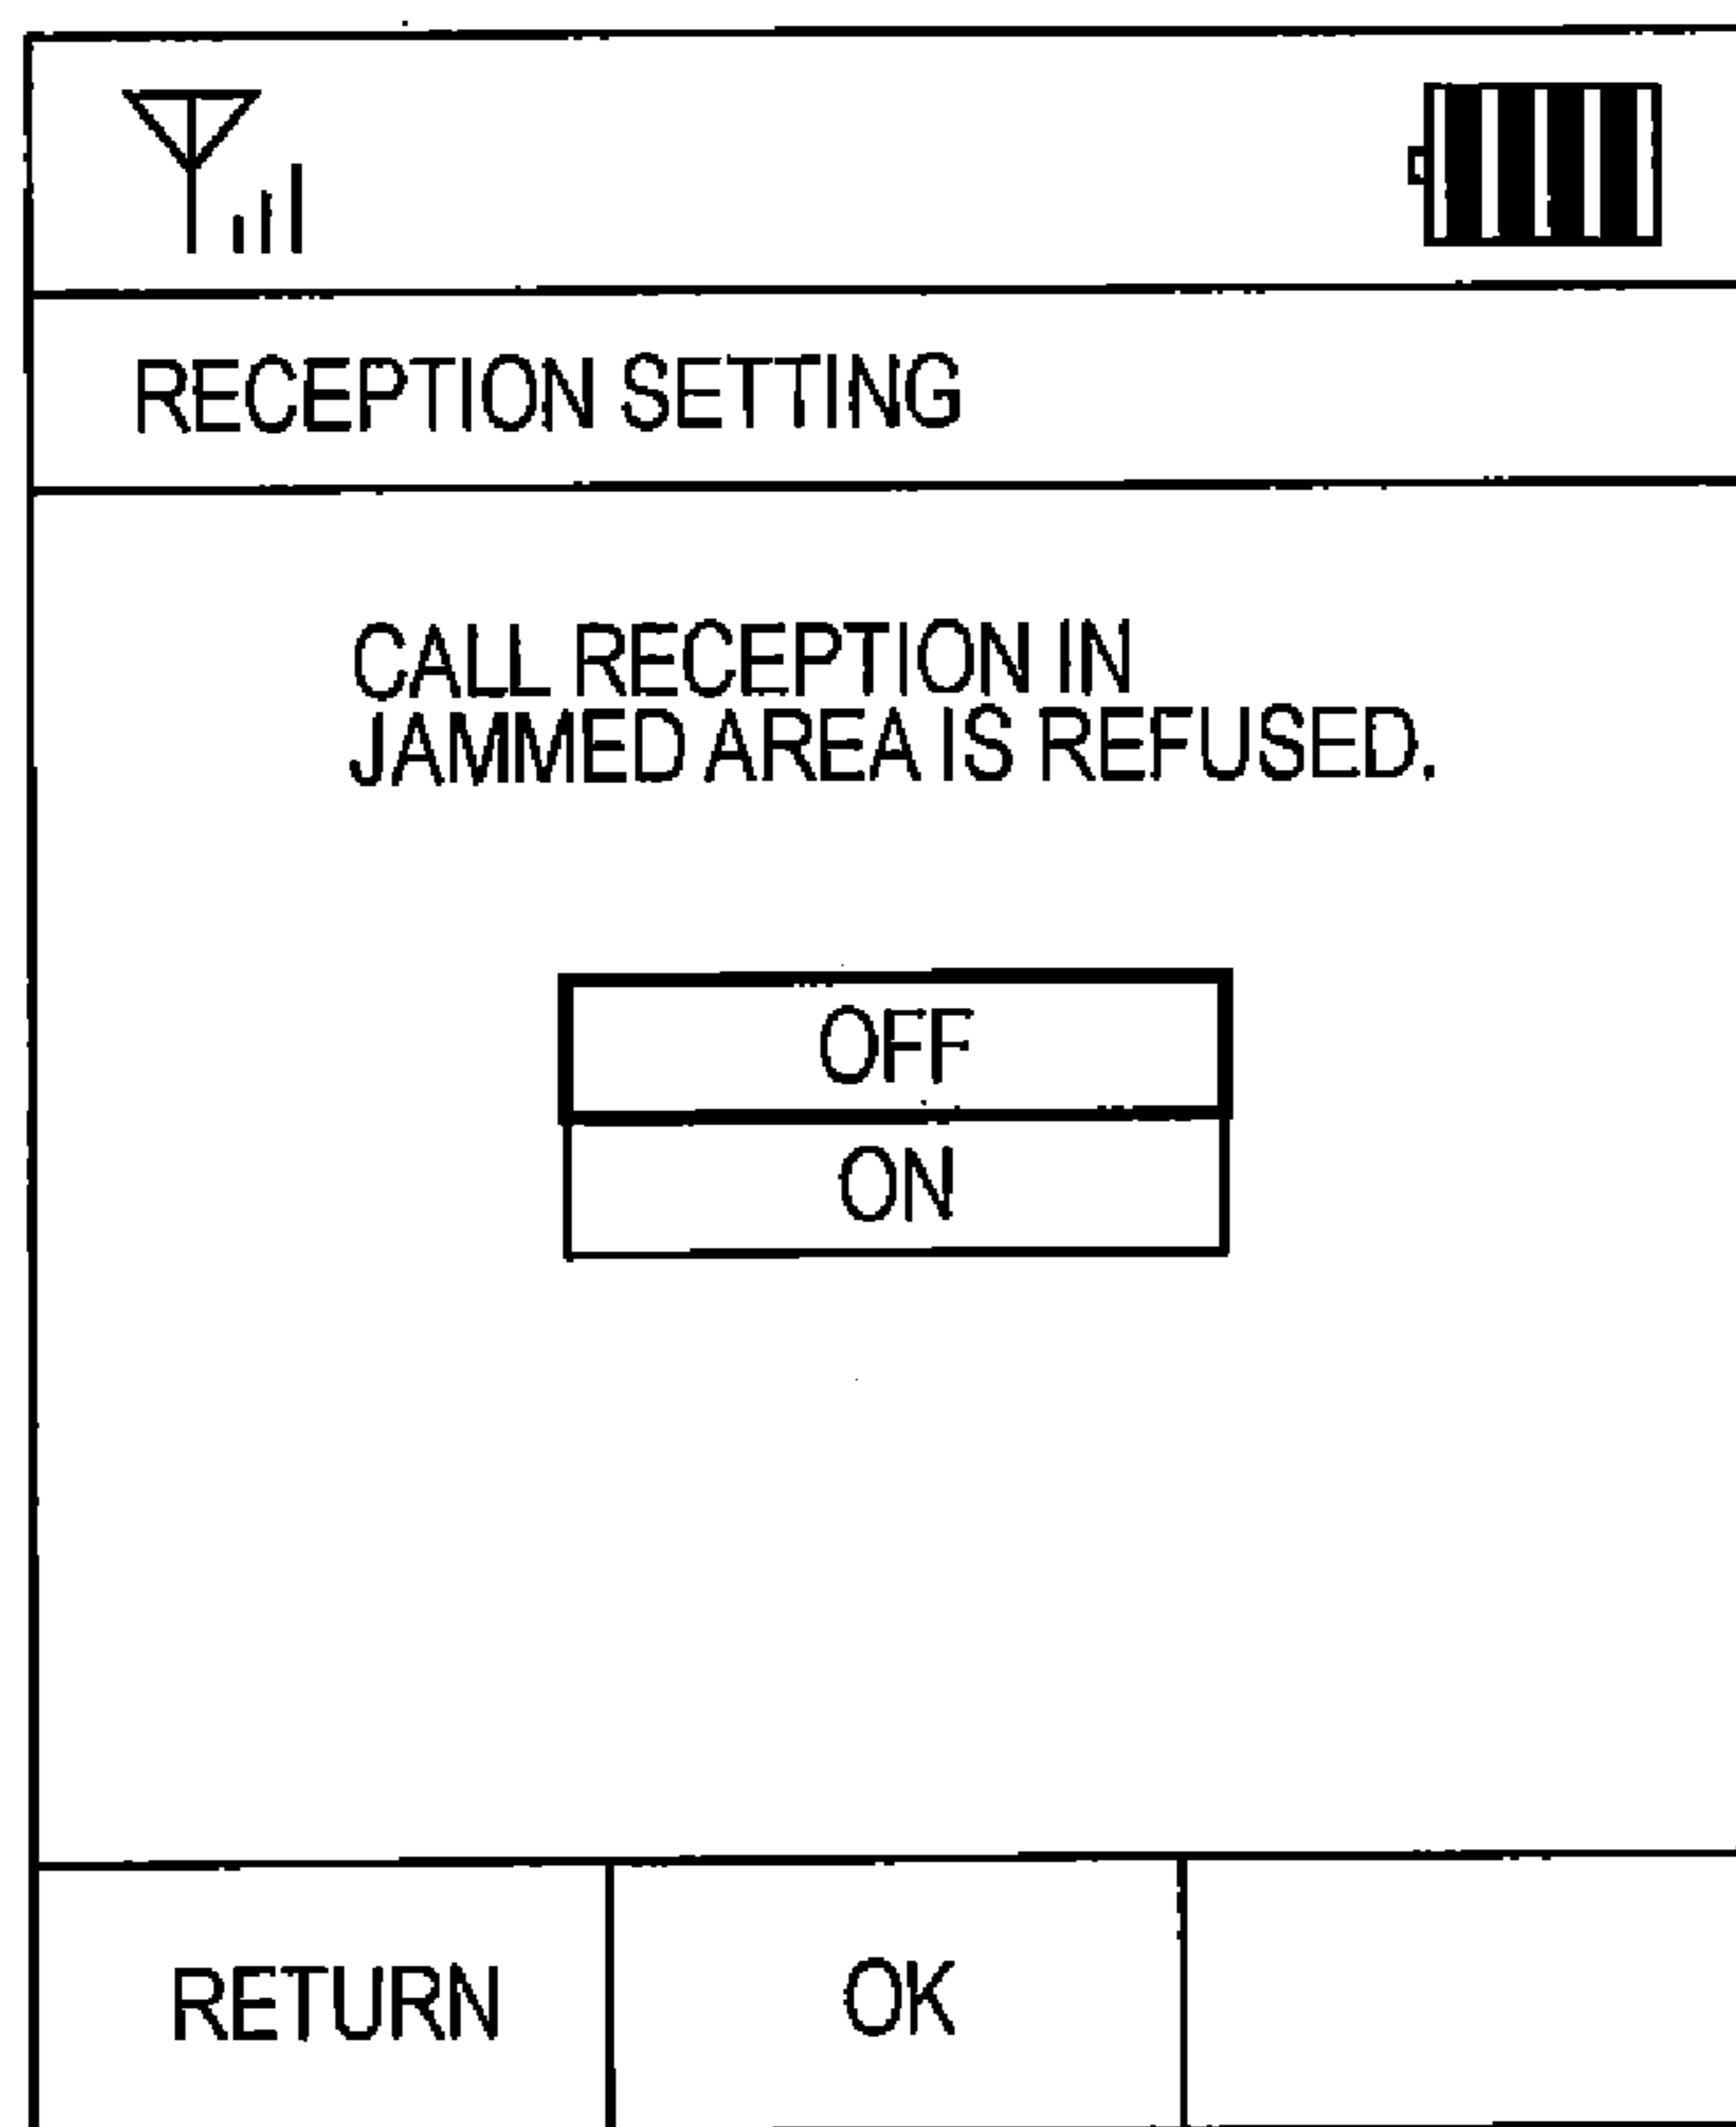 RECEPTION SETTING
CALL RECEPTION IN
JAMMED AREA IS REFUSED.
OFF
ON
RETURN OK